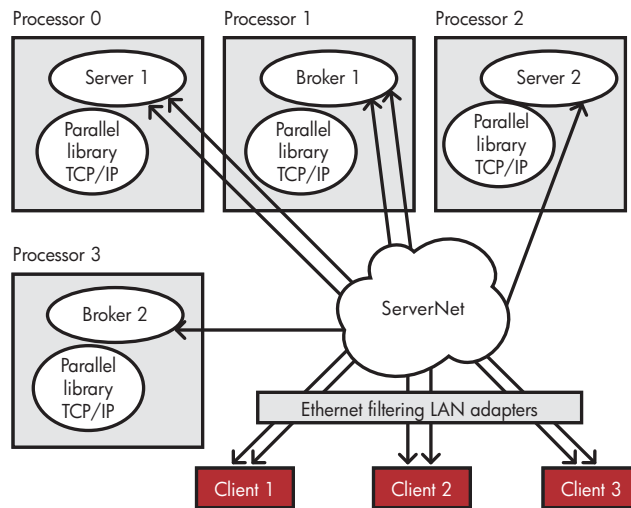 Processor 0
Processor 1
Processor 2
Server 1
Broker 1
Server 2
Parallel
library
TCP/IP
Parallel
library
TCP/IP
Parallel
library
TCP/IP
Processor 3
Broker 2
Parallel
library
TCP/IP
ServerNet
Ethernet filtering LAN adapters
Client 1
Client 2
Client 3